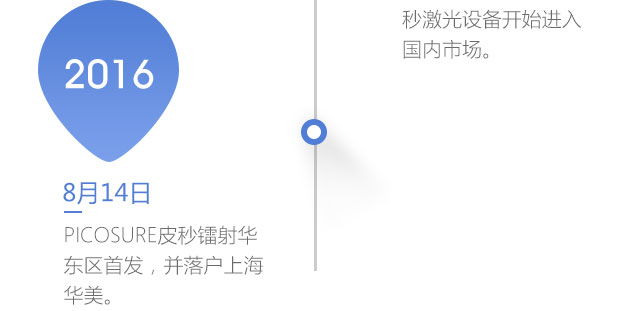 秒激光设备开始进入
国内市场。
2016
8月14日
PICOSURE皮秒镭射华
东区首发，并落户上海
华美。